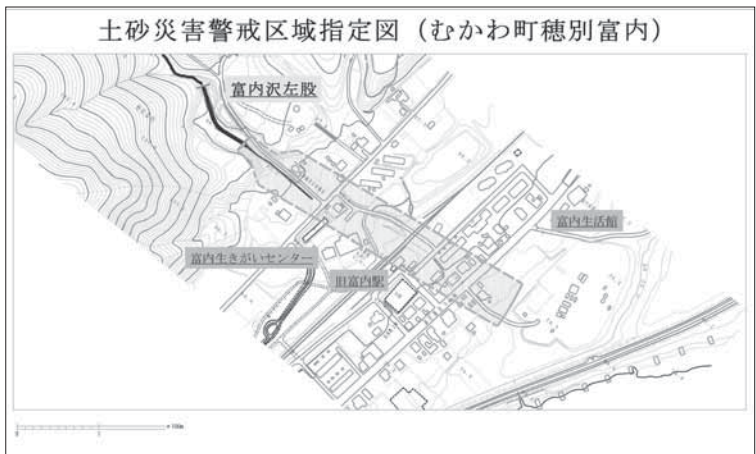 土砂災害警戒区域指定図（むかわ町穂別富内）
富内沢左股
富内生活館
富内生きがいセンター
旧富内駅